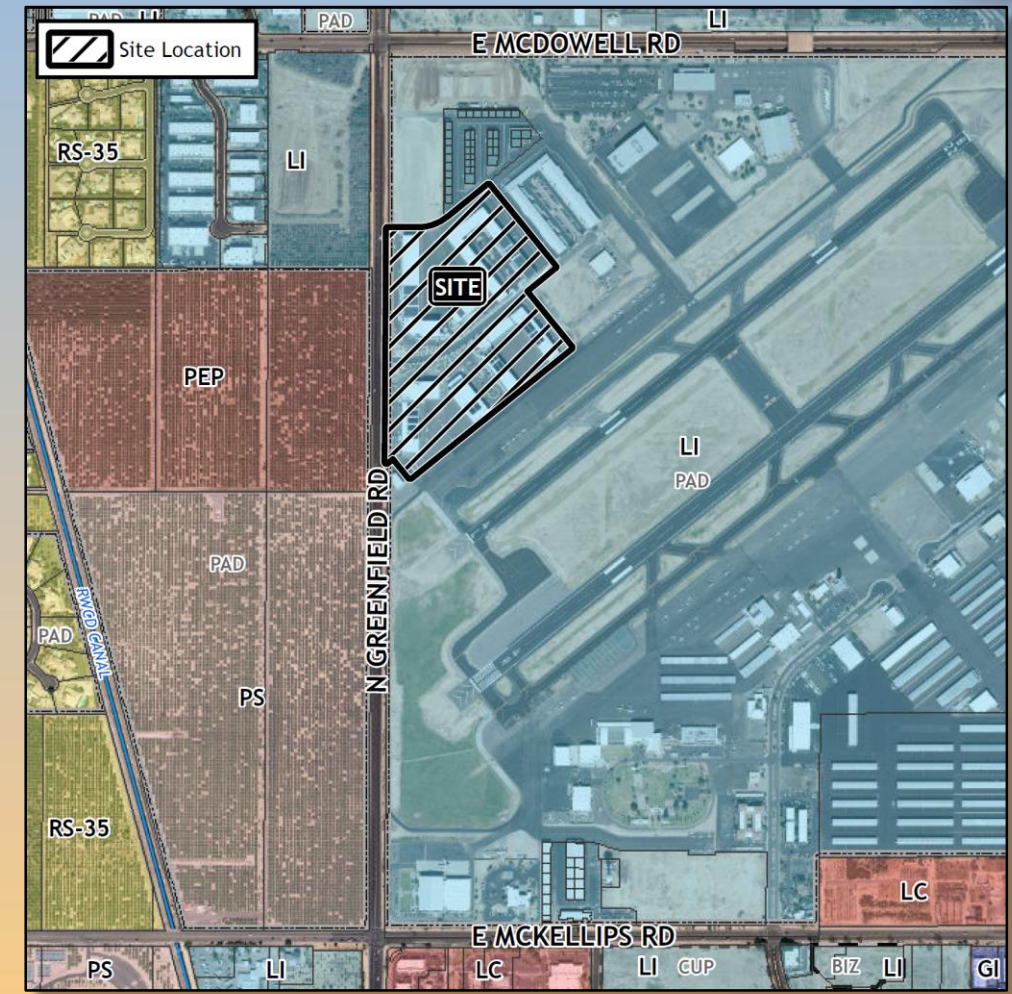 PAD LI
PAD
LI
Site Location
E MCDOWELL RD
RS-35
LI
SITE
PEP
LI
PAD
N GREENFIELD RD
PAD
RWCD CANAL
PAD
PS
RS-35
LC
E MCKELLIPS RD
PS
LI
LC
LI CUP
BIZ LI
GI